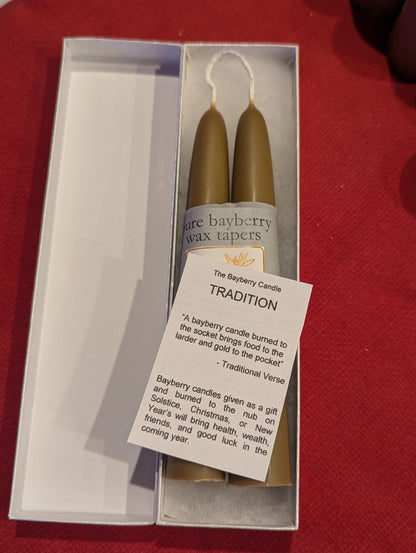 pure bayberry
wax tapers
The Bayberry Candle
TRADITION
"A bayberry candle burned to
the socket brings food to the
larder and gold to the pocket"
- Traditional Verse
Bayberry candles given as a gift
and burned to the nub on
Solstice, Christmas, or New
Year's will bring health, wealth,
friends, and good luck in the
coming year.